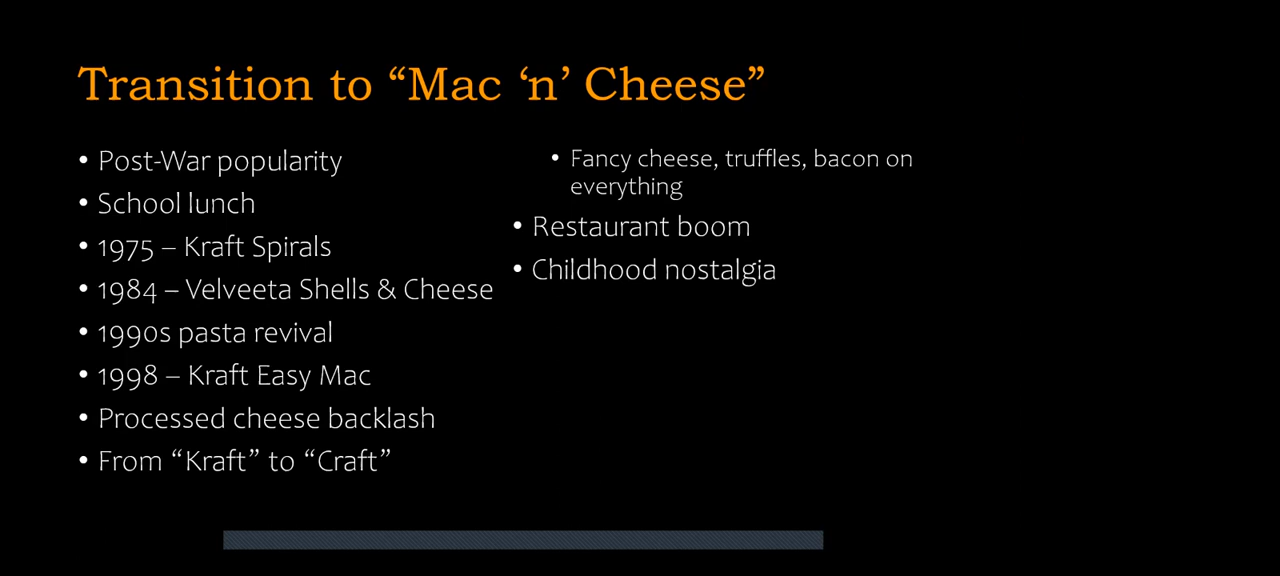 Transition to “Mac ‘n’ Cheese”
• Post-War popularity
• School lunch
• 1975 – Kraft Spirals
• 1984 – Velveeta Shells & Cheese
• 1990s pasta revival
• 1998 – Kraft Easy Mac
• Processed cheese backlash
• From “Kraft” to “Craft”
• Fancy cheese, truffles, bacon on
everything
• Restaurant boom
• Childhood nostalgia